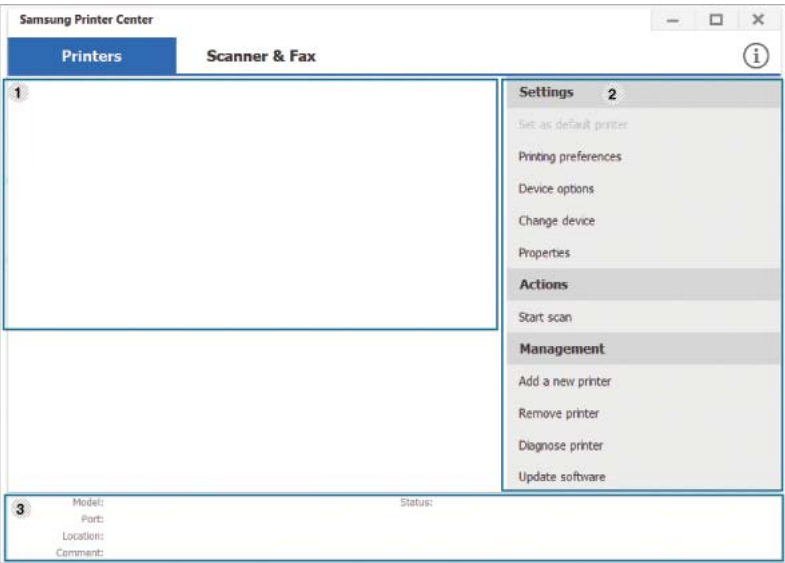 Samsung Printer Center
Printers Scanner & Fax
1
Settings 2
Set as default printer
Printing preferences
Device options
Change device
Properties
Actions
Start scan
Management
Add a new printer
Remove printer
Diagnose printer
Update software
3
Model: Status:
Port:
Location:
Comment: